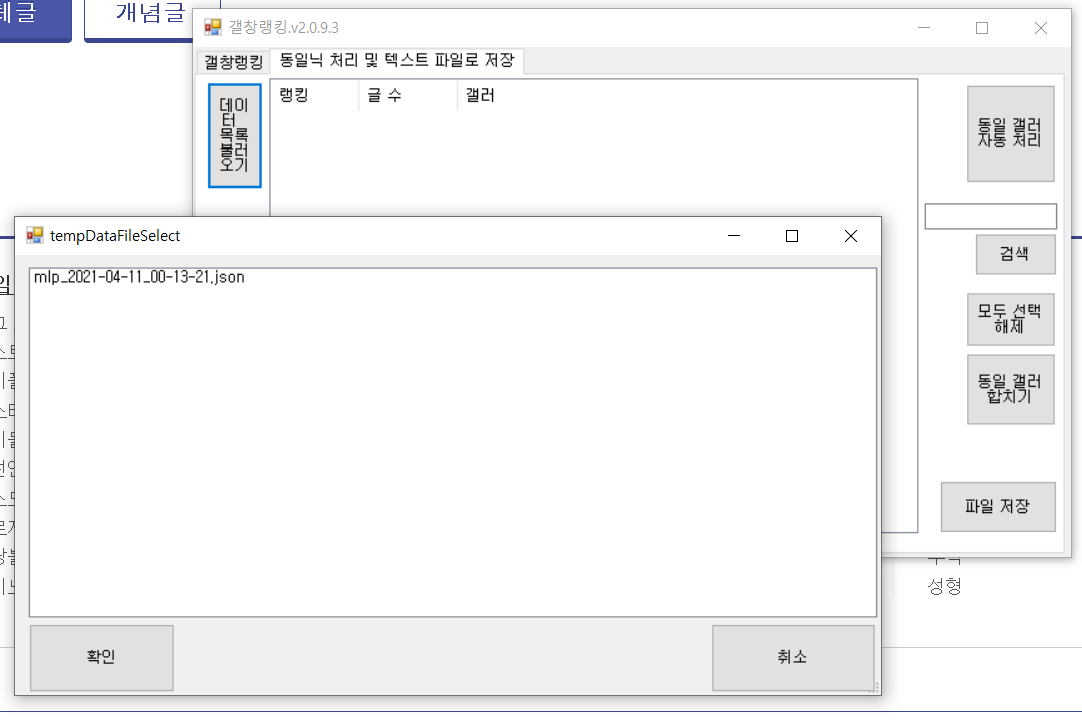 테글
개념글
갤창랭킹.v2.0.9.3
갤창랭킹
동일닉 처리 및 텍스트 파일로 저장
데이
터
목록
불러
오기
랭킹
글 수
갤러
동일 갤러
자동 처리
검색
모두 선택
해제
동일 갤러
합치기
파일 저장
tempDataFileSelect
mlp_2021-04-11_00-13-21.json
확인
취소
성형